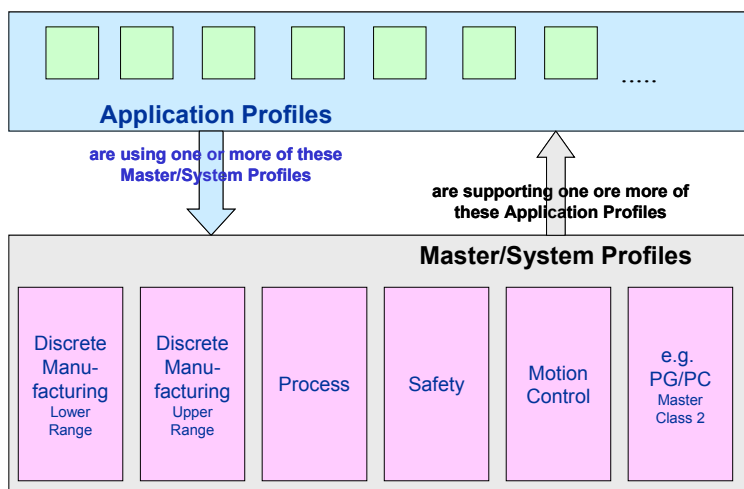 .....
Application Profiles
are using one or more of these
Master/System Profiles
are supporting one ore more of
these Application Profiles
Master/System Profiles
Discrete
Manu-
facturing
Lower
Range
Discrete
Manu-
facturing
Upper
Range
Process
Safety
Motion
Control
e.g.
PG/PC
Master
Class 2